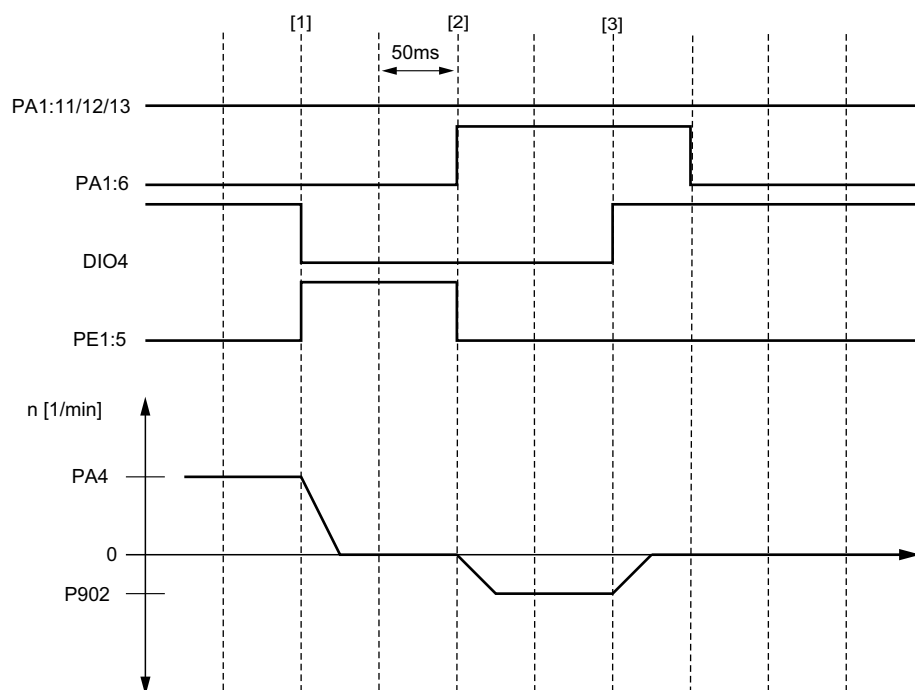 [1] [2] [3]
50ms
PA1:11/12/13
PA1:6
DIO4
PE1:5
n [1/min]
PA4
0
P902